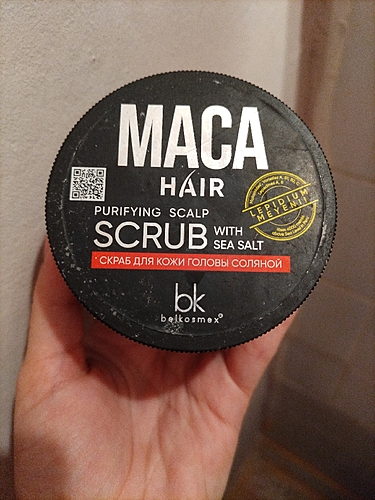 MACA
HAIR
PURIFYING SCALP
SCRUB WITH
SEA SALT
LEPIDIUM
MEYENII
* СКРАБ ДЛЯ КОЖИ ГОЛОВЫ СОЛЯНОЙ
bk
belkosmex